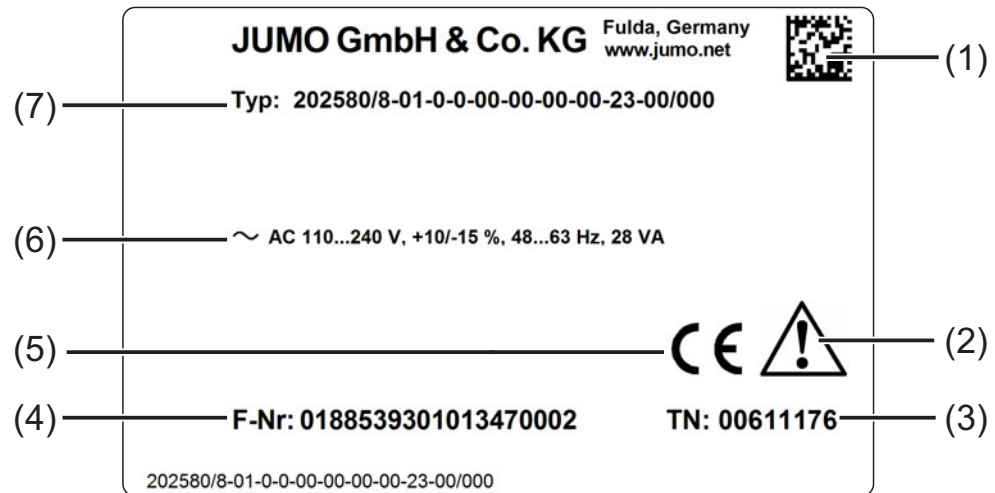 JUMO GmbH & Co. KG
Fulda, Germany
www.jumo.net
(1)
(7)
Typ: 202580/8-01-0-0-00-00-00-00-23-00/000
(6)
~ AC 110...240 V, +10/-15 %, 48...63 Hz, 28 VA
(5)
CE
(2)
(4)
F-Nr: 0188539301013470002
TN: 00611176
(3)
202580/8-01-0-0-00-00-00-00-23-00/000